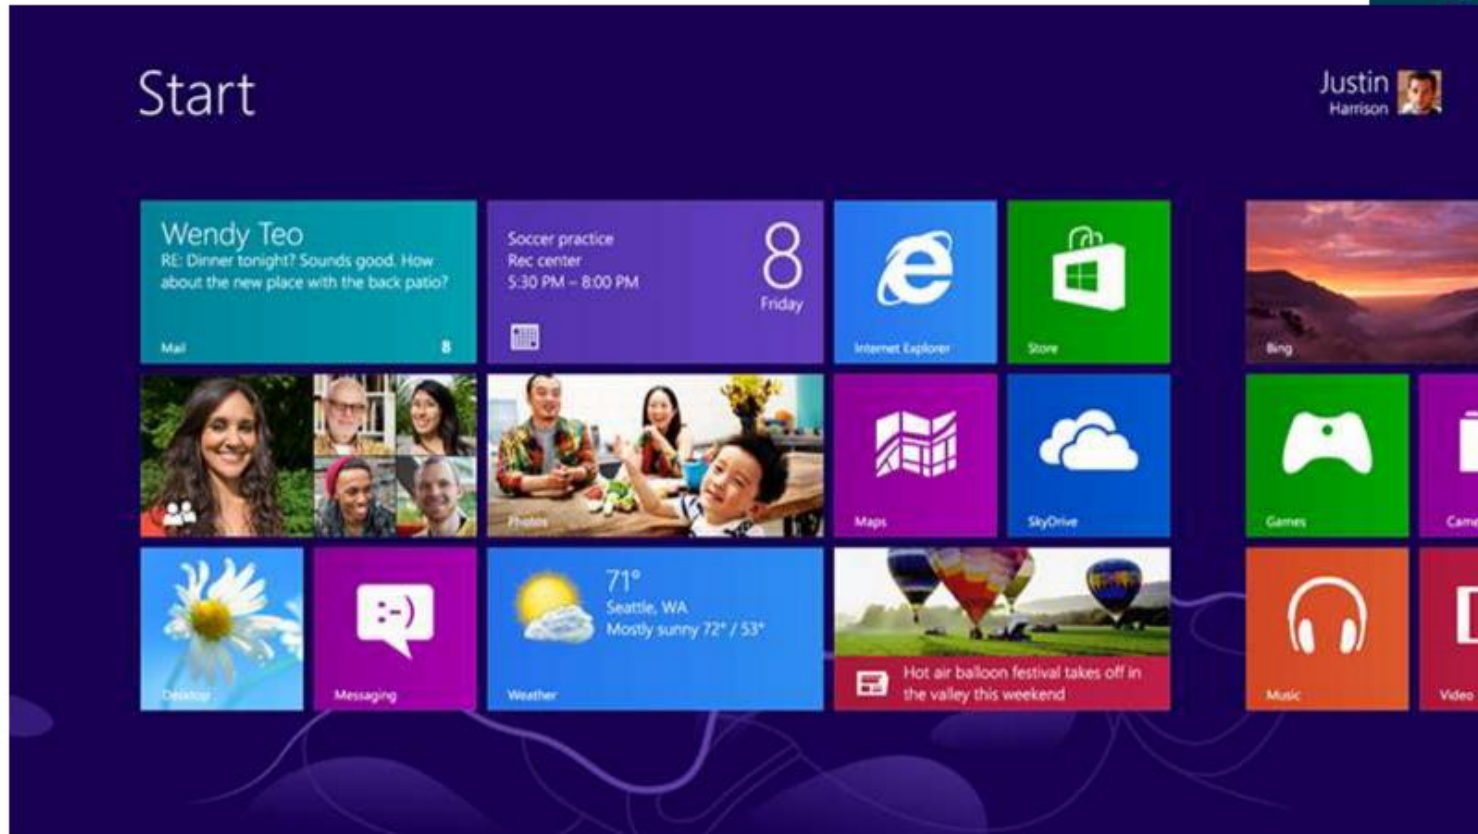 Start
Justin
Harrison
Wendy Teo
RE: Dinner tonight? Sounds good. How
about the new place with the back patio?
Mail
8
Soccer practice
Rec center
5:30 PM – 8:00 PM
8
Friday
Internet Explorer
Store
Bing
Photos
Maps
SkyDrive
Games
Came
Desktop
:-)
Messaging
71°
Seattle, WA
Mostly sunny 72° / 53°
Weather
Hot air balloon festival takes off in
the valley this weekend
Music
Video